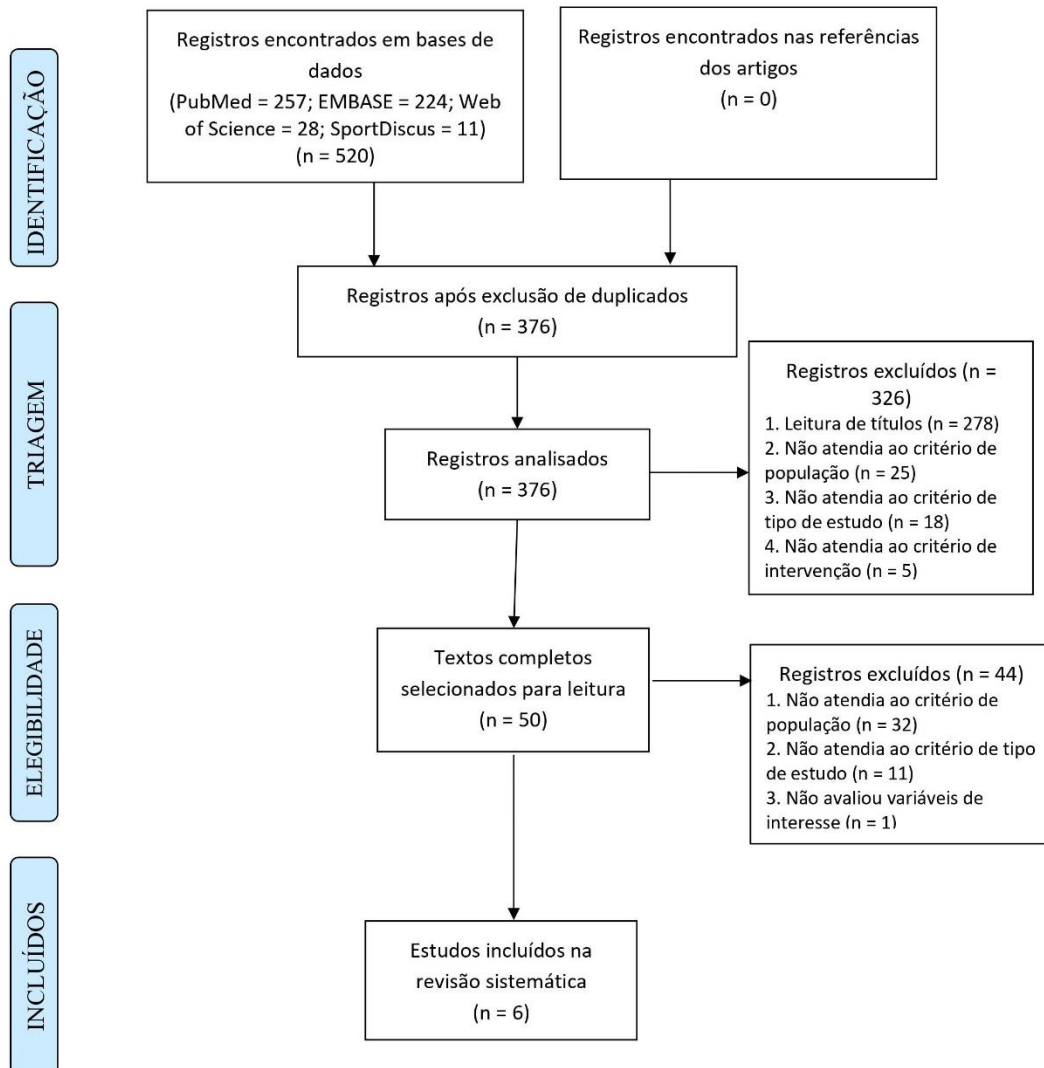 IDENTIFICAÇÃO
Registros encontrados em bases de
dados
(PubMed = 257; EMBASE = 224; Web
of Science = 28; SportDiscus = 11)
(n = 520)
Registros encontrados nas referências
dos artigos
(n = 0)
Registros após exclusão de duplicados
(n = 376)
TRIAGEM
Registros analisados
(n = 376)
Registros excluídos (n =
326)
1. Leitura de títulos (n = 278)
2. Não atendia ao critério de
população (n = 25)
3. Não atendia ao critério de
tipo de estudo (n = 18)
4. Não atendia ao critério de
intervenção (n = 5)
ELEGIBILIDADE
Textos completos
selecionados para leitura
(n = 50)
Registros excluídos (n = 44)
1. Não atendia ao critério de
população (n = 32)
2. Não atendia ao critério de tipo
de estudo (n = 11)
3. Não avaliou variáveis de
interesse (n = 1)
INCLUÍDOS
Estudos incluídos na
revisão sistemática
(n = 6)